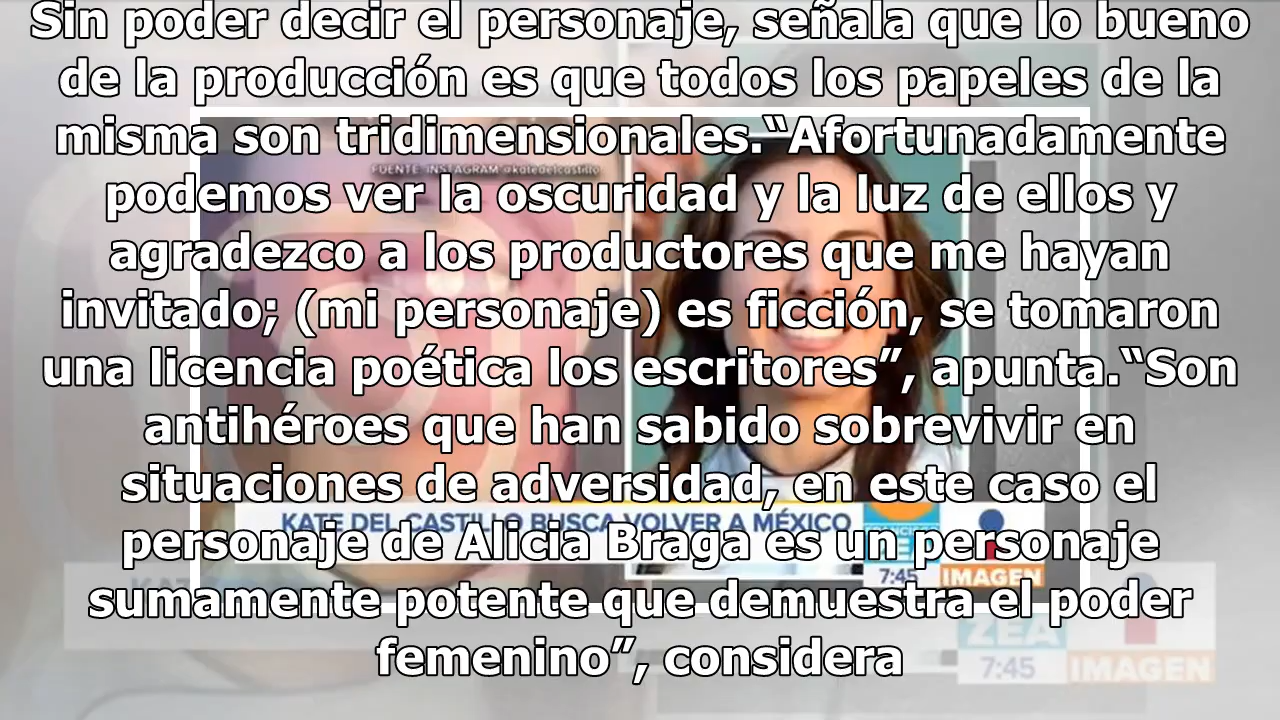 Sin poder decir el personaje, señala que lo bueno
de la producción es que todos los papeles de la
misma son tridimensionales.“Afortunadamente
podemos ver la oscuridad y la luz de ellos y
agradezco a los productores que me hayan
invitado; (mi personaje) es ficción, se tomaron
una licencia poética los escritores”, apunta.“Son
antihéroes que han sabido sobrevivir en
situaciones de adversidad, en este caso el
personaje de Alicia Braga es un personaje
sumamente potente que demuestra el poder
femenino”, considera
FUENTE: INSTAGRAM @katedelcastillo
KATE DEL CASTILLO BUSCA VOLVER A MÉXICO
7:45 IMAGEN
ZEA
7:45 IMAGEN